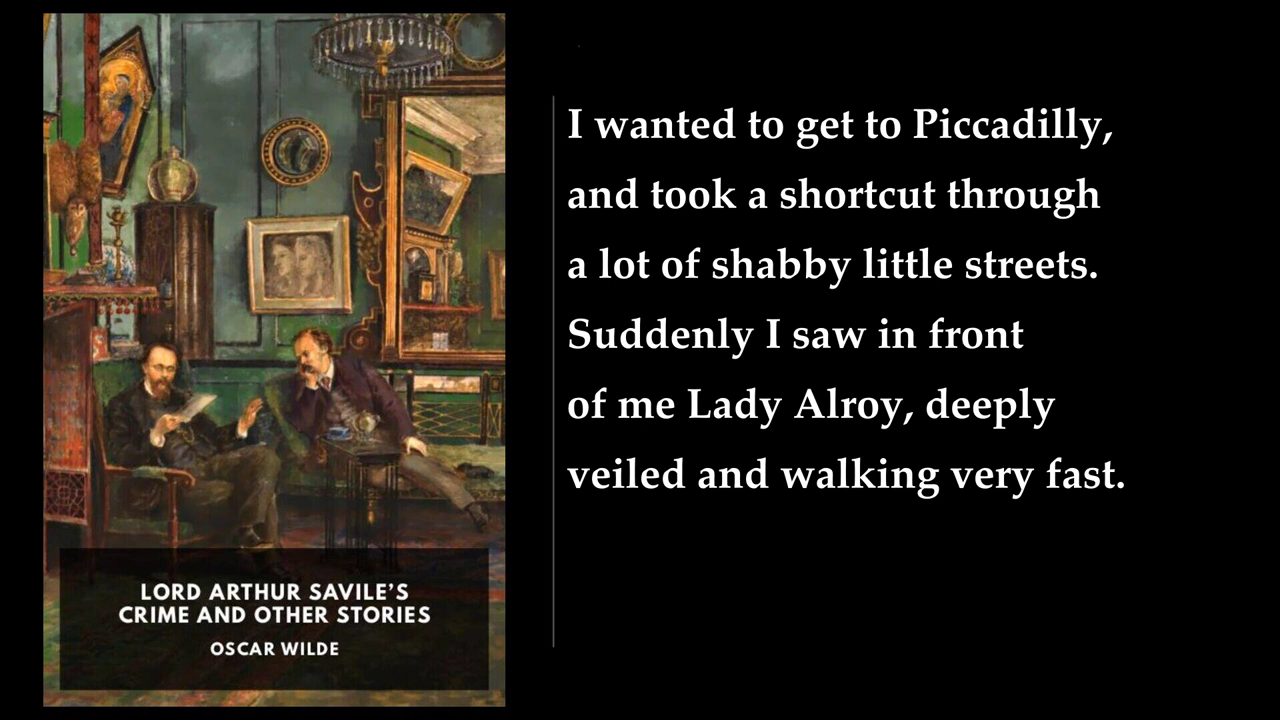 I wanted to get to Piccadilly,
and took a shortcut through
a lot of shabby little streets.
Suddenly I saw in front
of me Lady Alroy, deeply
veiled and walking very fast.
LORD ARTHUR SAVILE’S
CRIME AND OTHER STORIES
OSCAR WILDE